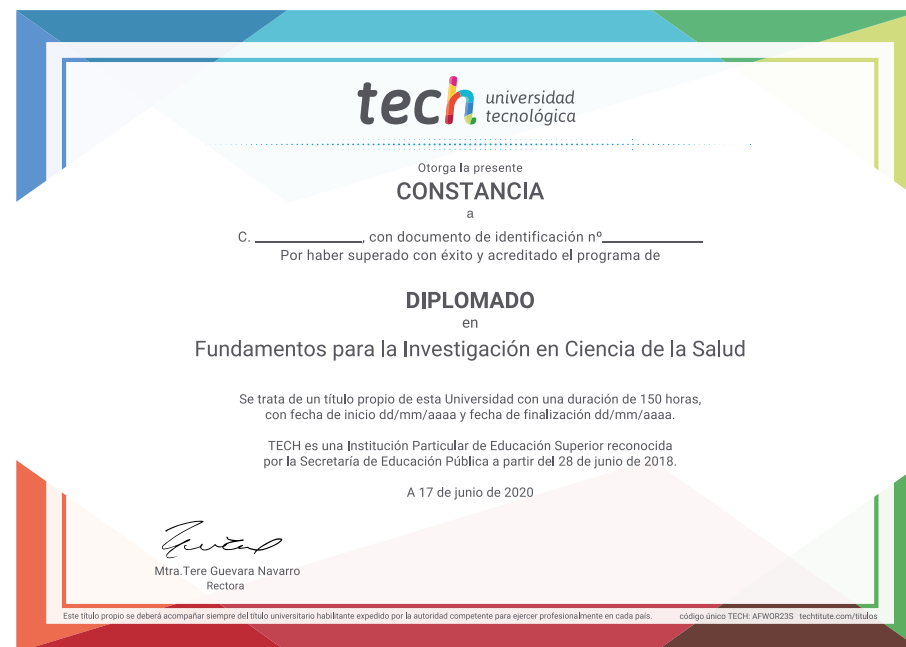 tech universidad
tecnológica
Otorga la presente
CONSTANCIA
a
C. ____________, con documento de identificación nº____________
Por haber superado con éxito y acreditado el programa de
DIPLOMADO
en
Fundamentos para la Investigación en Ciencia de la Salud
Se trata de un título propio de esta Universidad con una duración de 150 horas,
con fecha de inicio dd/mm/aaaa y fecha de finalización dd/mm/aaaa.
TECH es una Institución Particular de Educación Superior reconocida
por la Secretaría de Educación Pública a partir del 28 de junio de 2018.
A 17 de junio de 2020
Mtra.Tere Guevara Navarro
Rectora
Este título propio se deberá acompañar siempre del título universitario habilitante expedido por la autoridad competente para ejercer profesionalmente en cada país. código único TECH: AFWOR23S techtitute.com/titulos